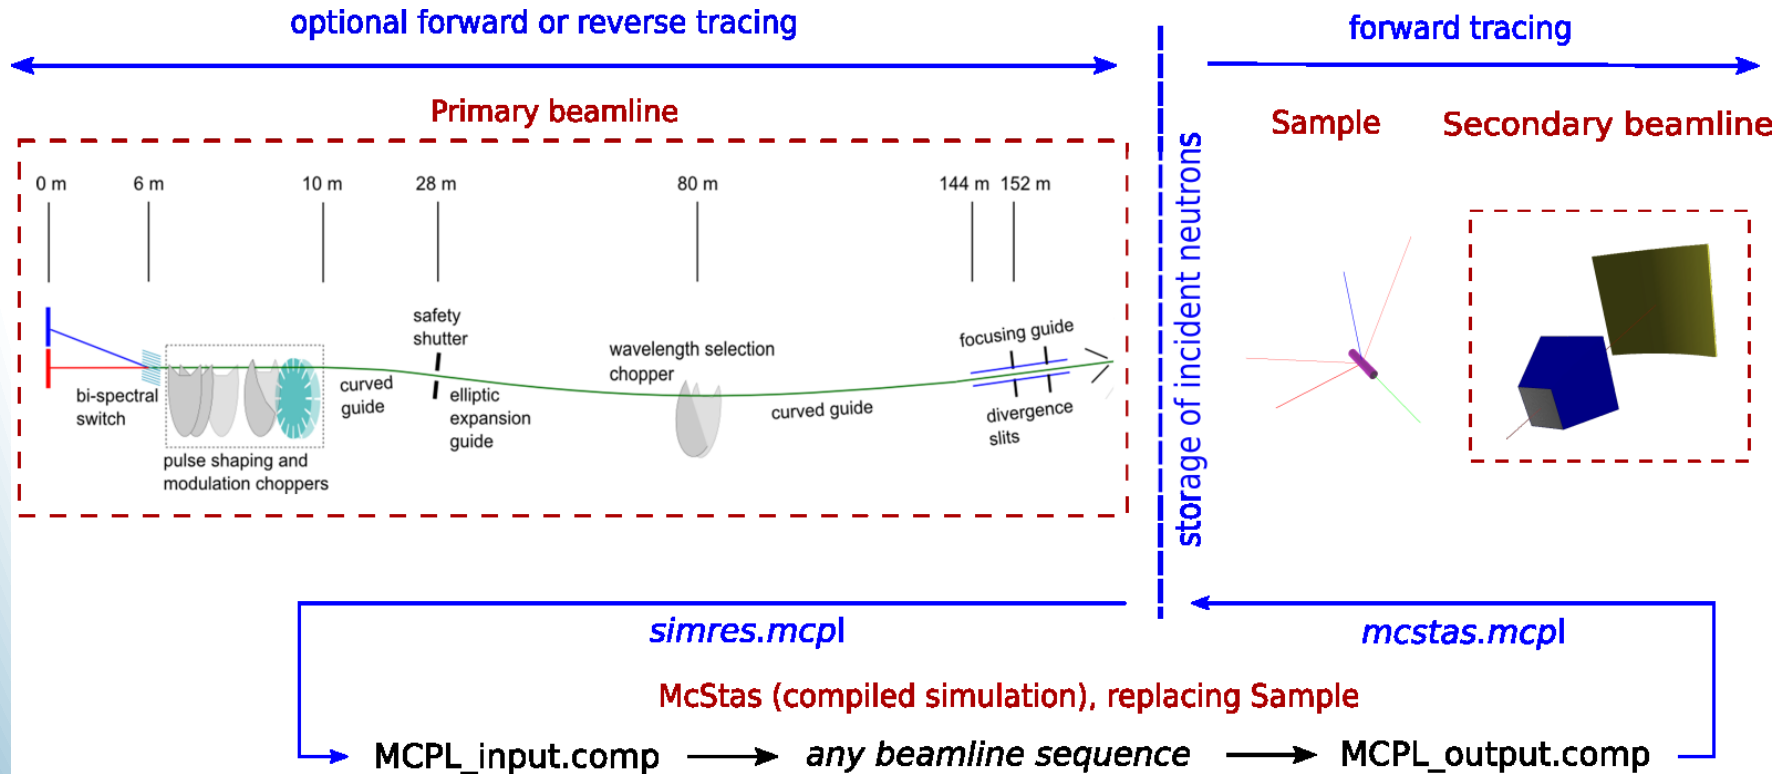 optional forward or reverse tracing
forward tracing
Primary beamline
Sample
Secondary beamline
0 m
6 m
10 m
28 m
80 m
144 m
152 m
storage of incident neutrons
safety
shutter
bi-spectral
switch
pulse shaping and
modulation choppers
curved
guide
elliptic
expansion
guide
wavelength selection
chopper
curved guide
focusing guide
divergence
slits
simres.mcpl
mcstas.mcpl
McStas (compiled simulation), replacing Sample
MCPL_input.comp
any beamline sequence
MCPL_output.comp